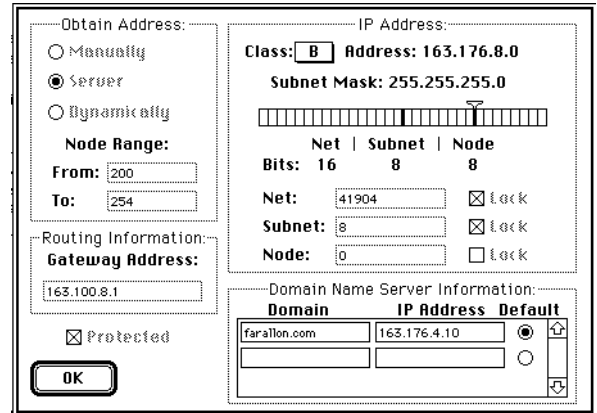 Obtain Address:
Manually
Server
Dynamically
Node Range:
From: 200
To: 254
Routing Information:
Gateway Address:
163.100.8.1
Protected
OK
IP Address:
Class: B Address: 163.176.8.0
Subnet Mask: 255.255.255.0
Net | Subnet | Node
Bits: 16 8 8
Net: 41904 Lock
Subnet: 8 Lock
Node: 0 Lock
Domain Name Server Information:
Domain IP Address Default
farallon.com 163.176.4.10